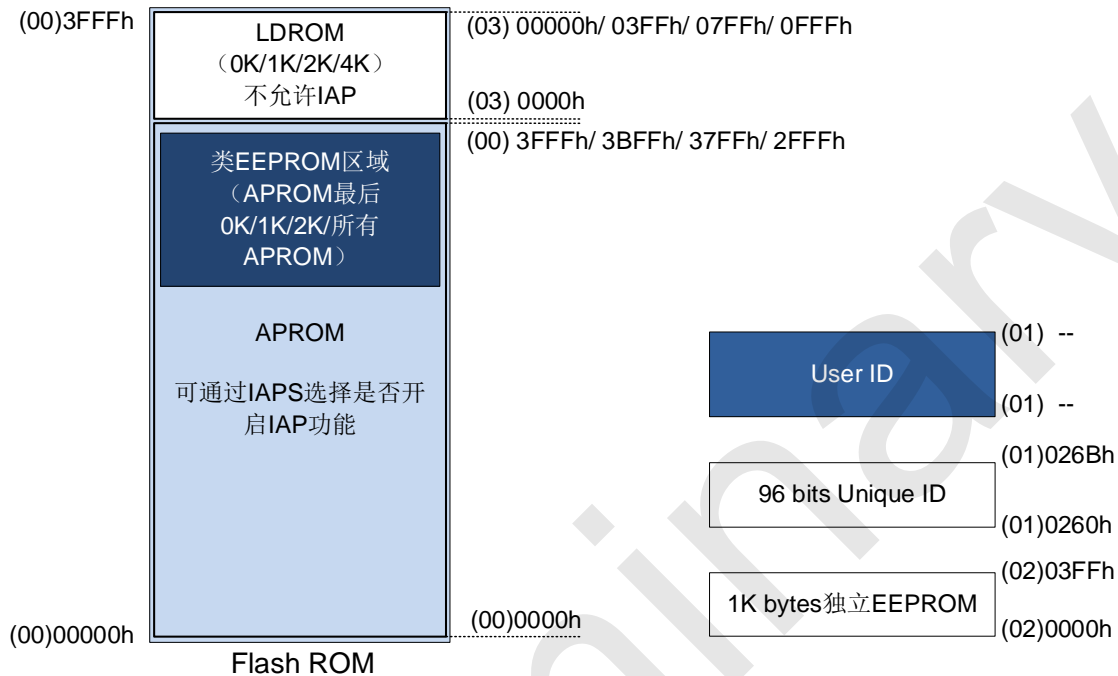 (00)3FFFh
LDROM
（0K/1K/2K/4K）
不允许IAP
(03) 00000h/ 03FFh/ 07FFh/ 0FFFh
(03) 0000h
(00) 3FFFh/ 3BFFh/ 37FFh/ 2FFFh
类EEPROM区域
（APROM最后
0K/1K/2K/所有
APROM）
APROM
可通过IAPS选择是否开
启IAP功能
(00)00000h
(00)0000h
Flash ROM
(01) --
User ID
(01) --
(01)026Bh
96 bits Unique ID
(01)0260h
(02)03FFh
1K bytes独立EEPROM
(02)0000h
minary